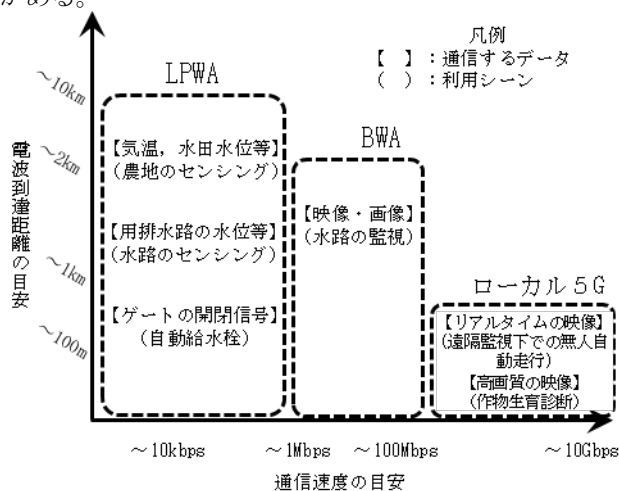 がある。
凡例
【　】：通信するデータ
(　)：利用シーン
LPWA
BWA
ローカル５G
電波到達距離の目安
～10km
～2km
～1km
～100m
【気温，水田水位等】
(農地のセンシング)
【用排水路の水位等】
(水路のセンシング)
【ゲートの開閉信号】
(自動給水栓)
【映像・画像】
(水路の監視)
【リアルタイムの映像】
(遠隔監視下での無人自
動走行)
【高画質の映像】
(作物生育診断)
～10kbps
～1Mbps
～100Mbps
～10Gbps
通信速度の目安